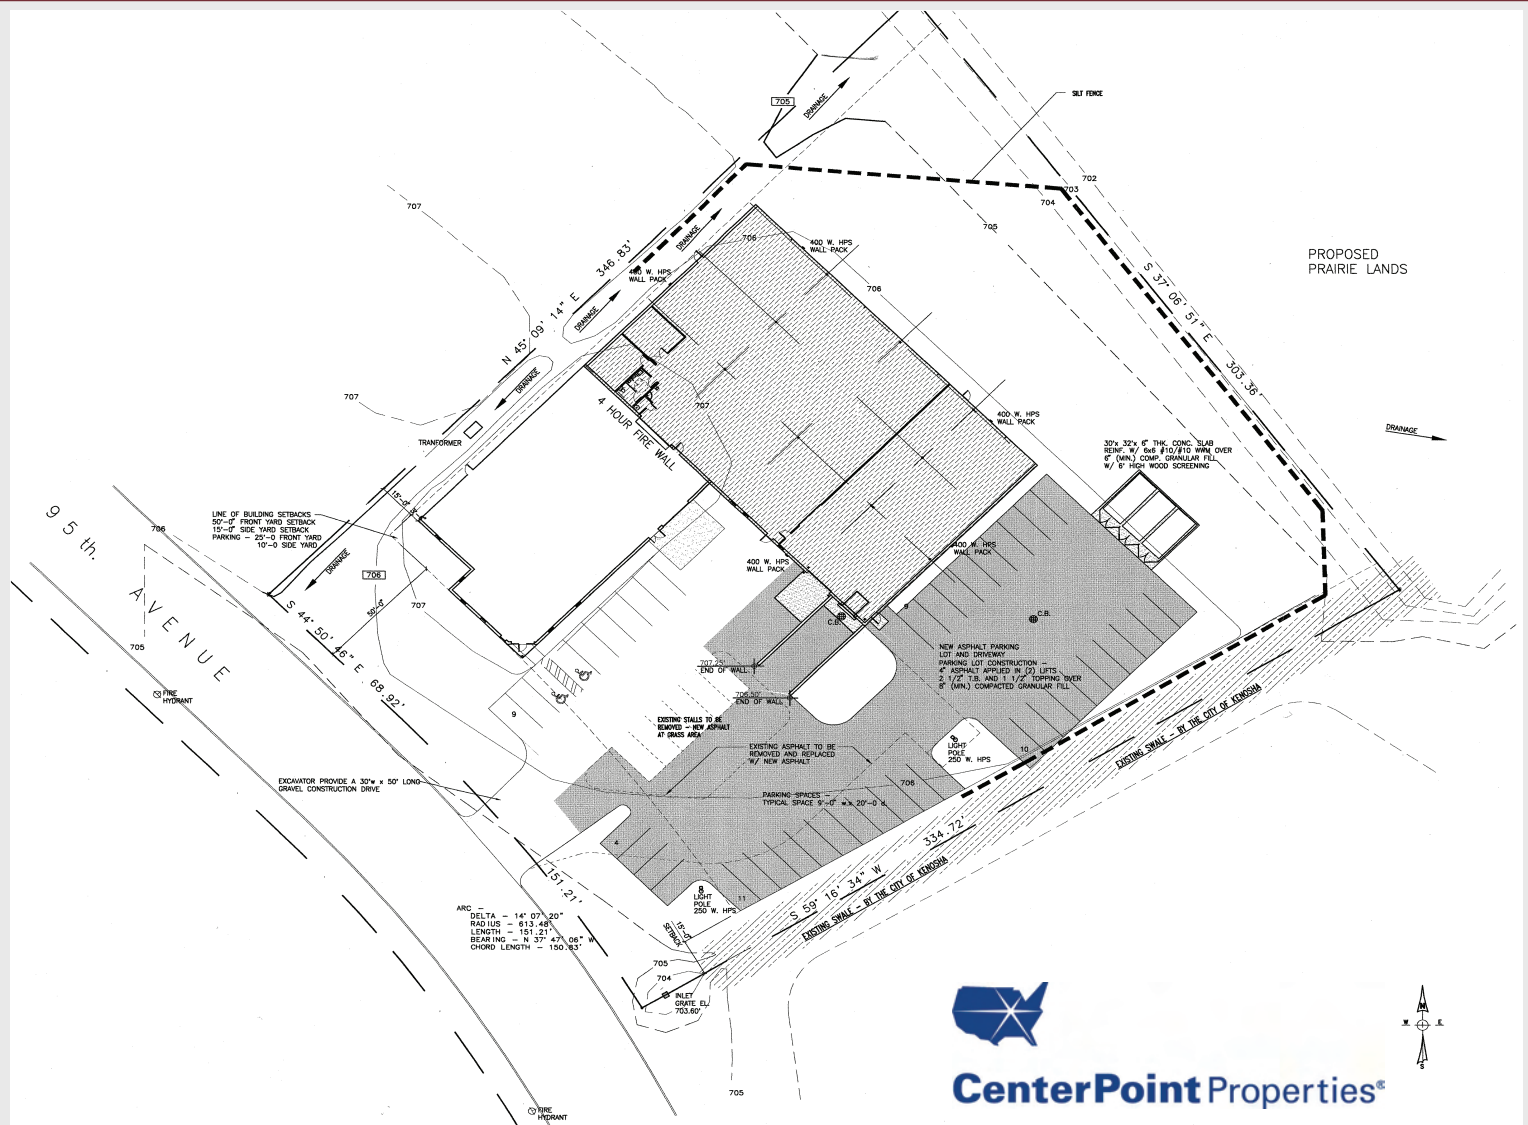 705
DRAINAGE
SILT FENCE
702
703
704
705
707
346.83'
DRAINAGE
706
400 W. HPS
WALL PACK
400 W. HPS
WALL PACK
706
PROPOSED
PRAIRIE LANDS
S 37° 06' 51" E
303.36'
N 45° 09' 14" E
DRAINAGE
DRAINAGE
707
707
4 HOUR FIRE WALL
TRANFORMER
400 W. HPS
WALL PACK
DRAINAGE
30'x 32'x 6" THK. CONC. SLAB
REINF. W/ 6x6 #10/#10 WWM OVER
6" (MIN.) COMP. GRANULAR FILL
W/ 6' HIGH WOOD SCREENING
15'-0"
LINE OF BUILDING SETBACKS
50'-0" FRONT YARD SETBACK
15'-0" SIDE YARD SETBACK
PARKING - 25'-0 FRONT YARD
10'-0 SIDE YARD
95 th. AVENUE
706
DRAINAGE
706
707
50'-0"
400 W. HPS
WALL PACK
400 W. HPS
WALL PACK
S 44° 50' 46" E 68.92'
705
FIRE
HYDRANT
9
C.B.
C.B.
NEW ASPHALT PARKING
LOT AND DRIVEWAY
PARKING LOT CONSTRUCTION -
4" ASPHALT APPLIED IN (2) LIFTS
2 1/2" T.B. AND 1 1/2" TOPPING OVER
8" (MIN.) COMPACTED GRANULAR FILL
707.25'
END OF WALL
706.50'
END OF WALL
9
EXISTING STALLS TO BE
REMOVED - NEW ASPHALT
AT GRASS AREA
EXISTING ASPHALT TO BE
REMOVED AND REPLACED
W/ NEW ASPHALT
LIGHT
POLE
250 W. HPS
10
EXISTING SWALE - BY THE CITY OF KENOSHA
EXCAVATOR PROVIDE A 30'w x 50' LONG
GRAVEL CONSTRUCTION DRIVE
706
PARKING SPACES -
TYPICAL SPACE 9'-0" w.x 20'-0 d.
4
334.72'
S 59° 16' 34" W
EXISTING SWALE - BY THE CITY OF KENOSHA
151.21'
LIGHT
POLE
250 W. HPS
11
ARC -
DELTA - 14° 07' 20"
RADIUS - 613.48'
LENGTH - 151.21'
BEARING - N 37° 47' 06" W
CHORD LENGTH - 150.83'
15'-0"
SETBACK
705
704
INLET
GRATE EL.
703.60'
705
FIRE
HYDRANT
N
W E
S
CenterPoint Properties®